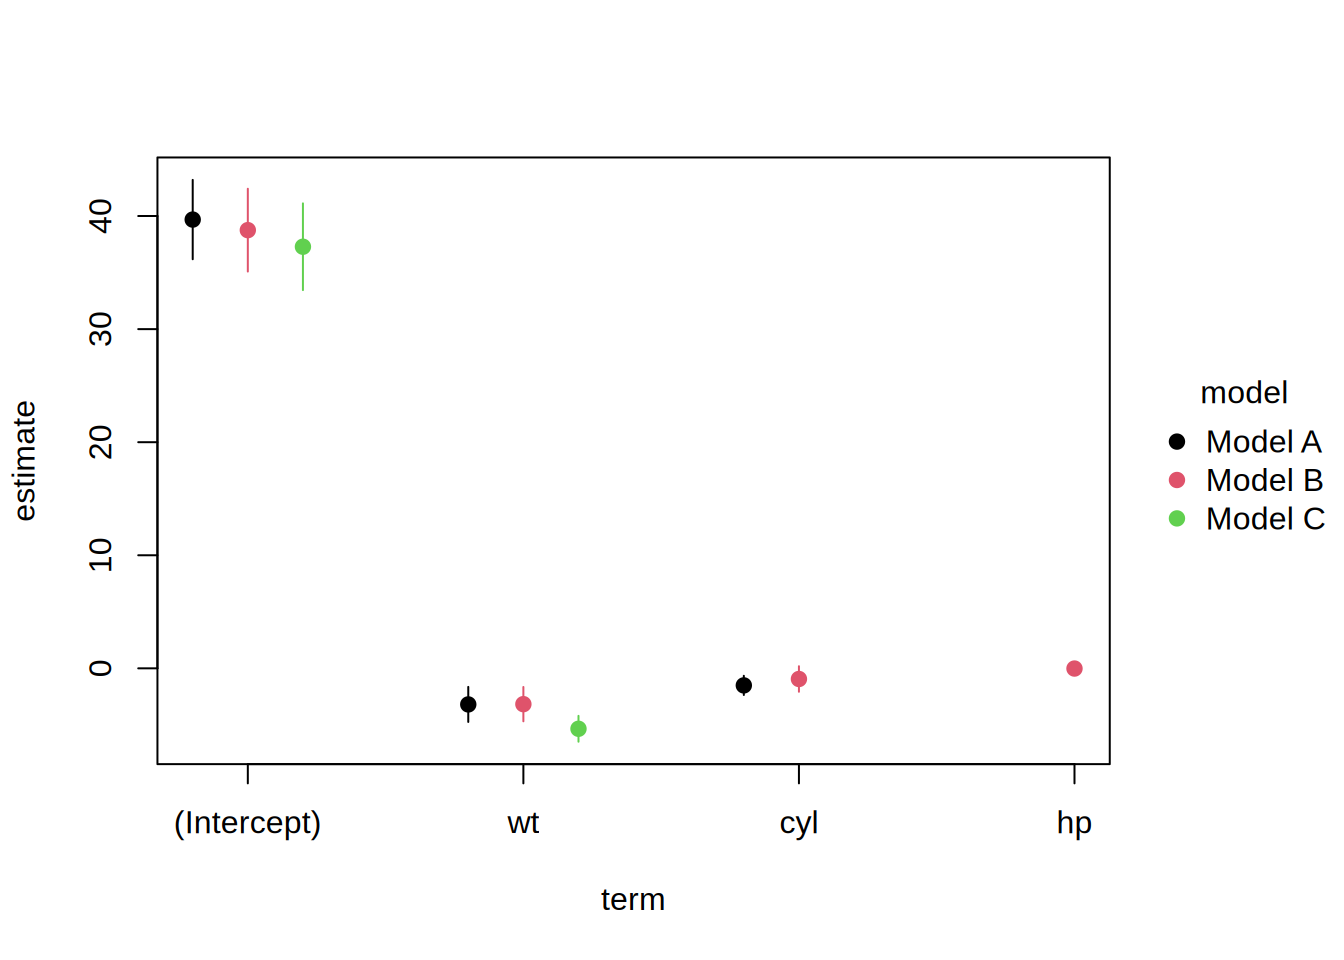 40
30
20
10
0
estimate
(Intercept) wt cyl hp
term
model
Model A
Model B
Model C